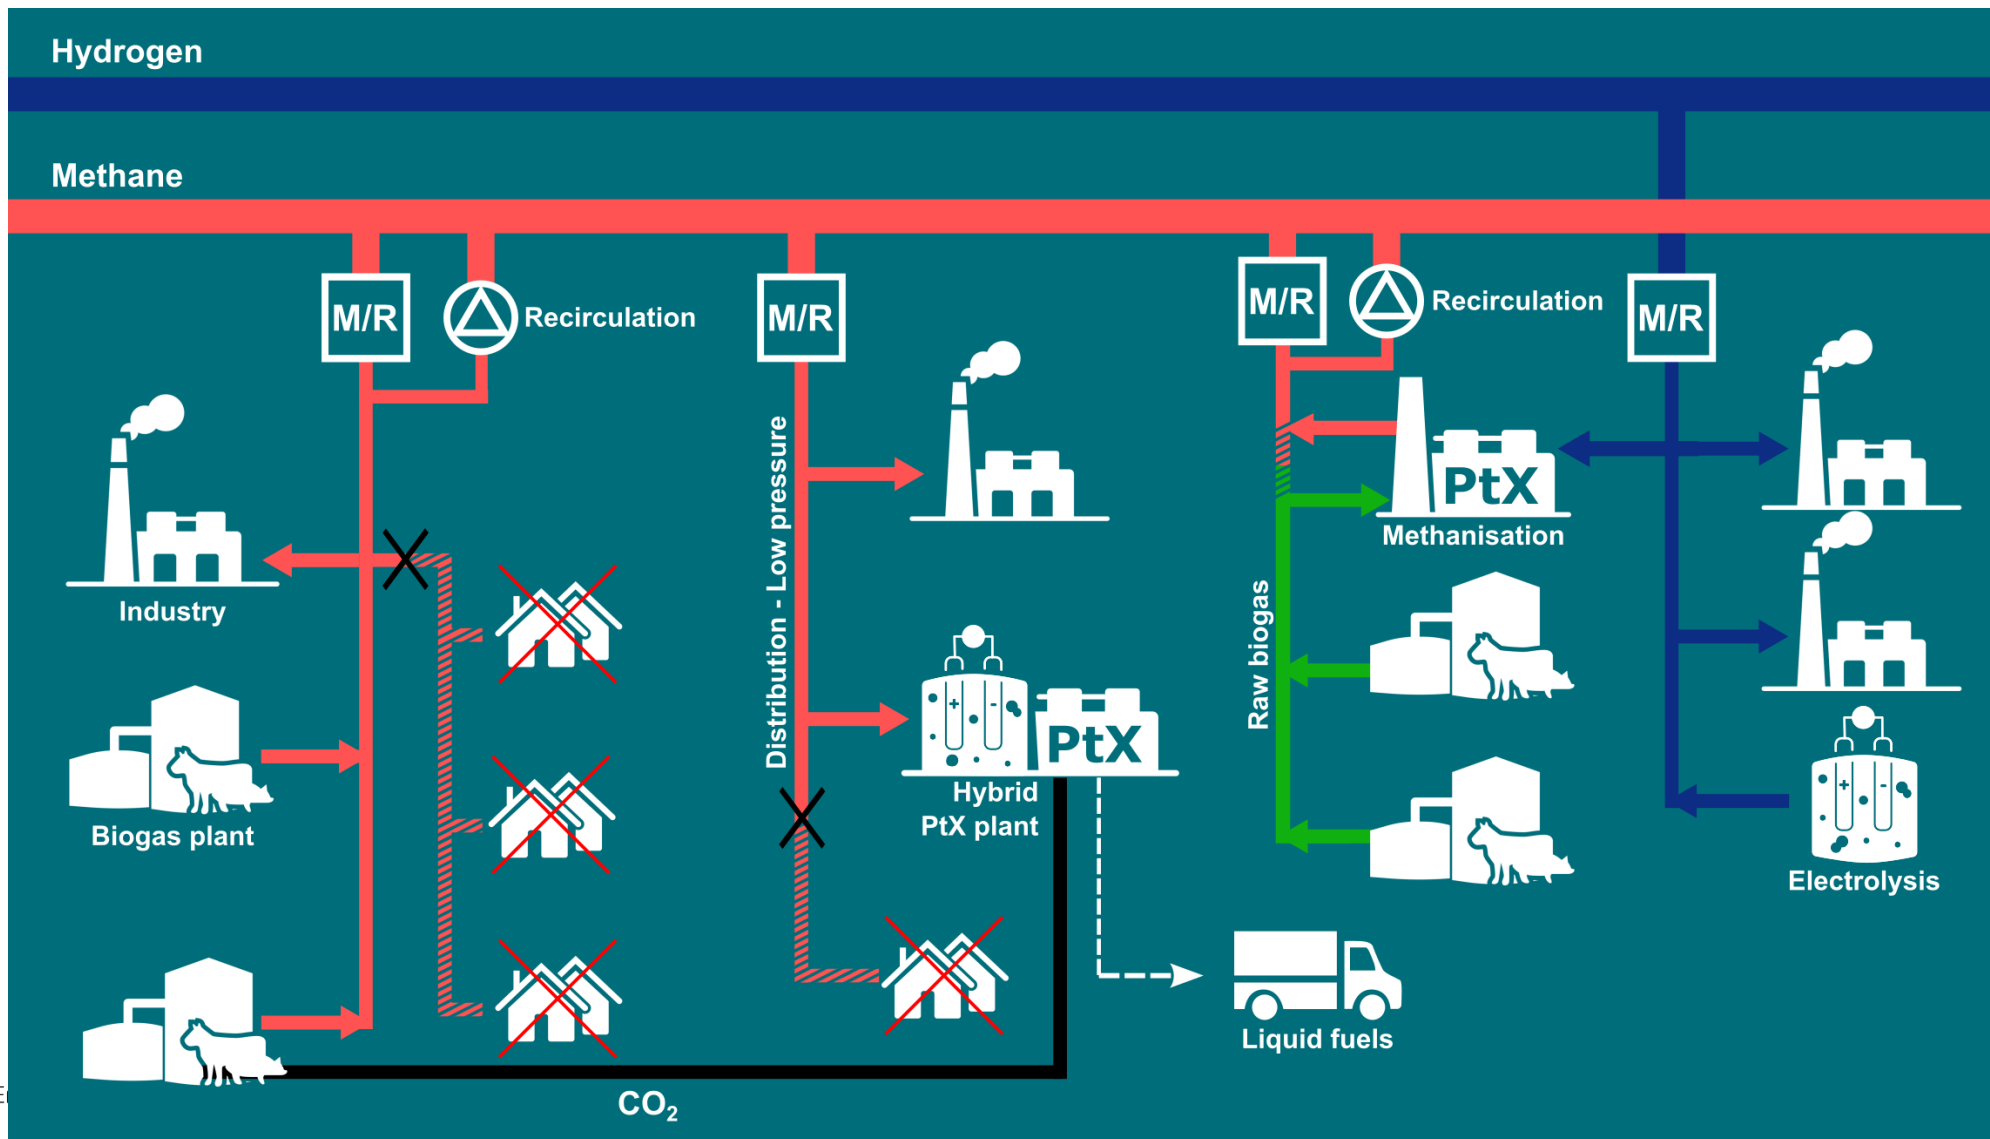 Hydrogen
Methane
M/R
Recirculation
M/R
M/R
Recirculation
M/R
Industry
Biogas plant
Distribution - Low pressure
PtX
Hybrid
PtX plant
Raw biogas
PtX
Methanisation
Electrolysis
Liquid fuels
CO₂